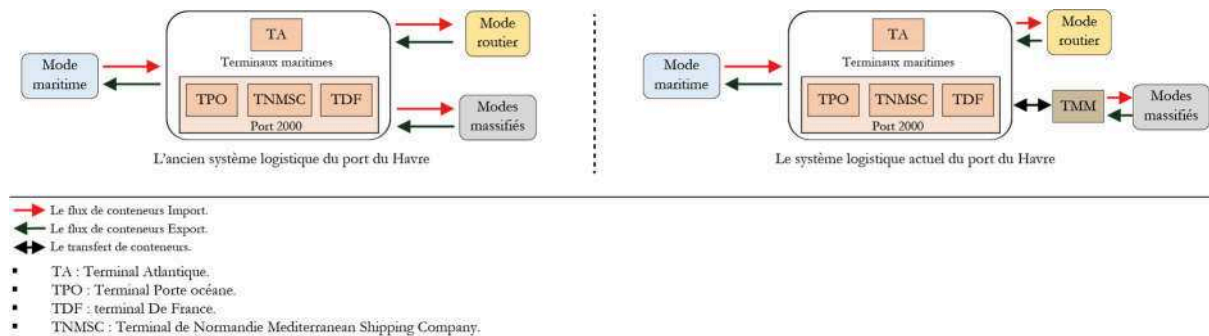 TA
Terminaux maritimes
TPO
TNMSC
TDF
Port 2000
Mode
maritime
Mode
routier
Modes
massifiés
L'ancien système logistique du port du Havre
TA
Terminaux maritimes
TPO
TNMSC
TDF
Port 2000
Mode
maritime
Mode
routier
TMM
Modes
massifiés
Le système logistique actuel du port du Havre
Le flux de conteneurs Import.
Le flux de conteneurs Export.
Le transfert de conteneurs.
▪ TA : Terminal Atlantique.
▪ TPO : Terminal Porte océane.
▪ TDF : terminal De France.
▪ TNMSC : Terminal de Normandie Mediterranean Shipping Company.